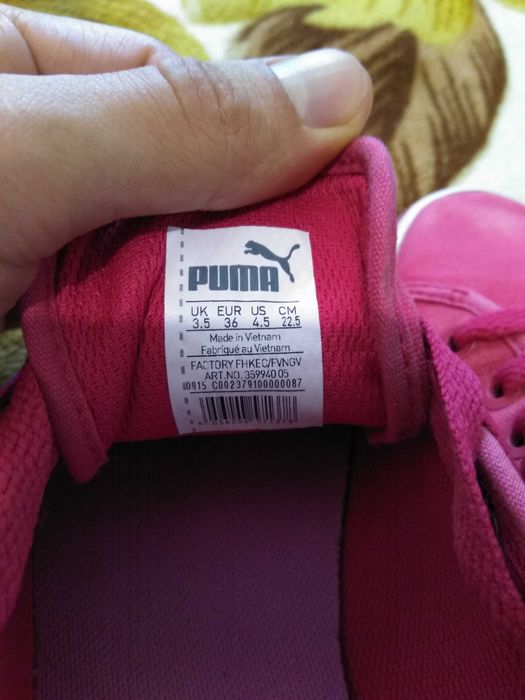 PUMA
UK EUR US CM
3.5 36 4.5 22.5
Made in Vietnam
Fabriqué au Vietnam
FACTORY FHKEC/FVNGV
ART.NO. 359940 05
0815 C002379100000087